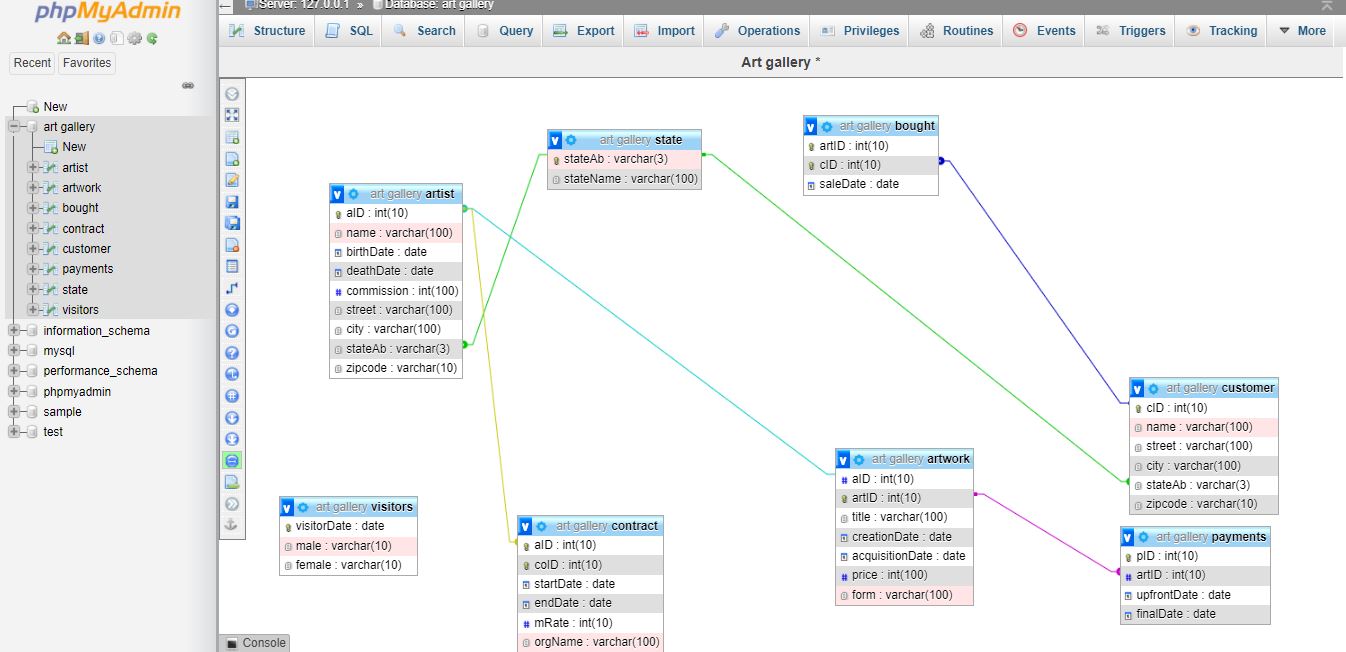 phpMyAdmin
Recent
Favorites
New
art gallery
New
artist
artwork
bought
contract
customer
payments
state
visitors
information_schema
mysql
performance_schema
phpmyadmin
sample
test
Server: 127.0.0.1 » Database: art gallery
Structure SQL Search Query Export Import Operations Privileges Routines Events Triggers Tracking More
Art gallery *
art gallery artist
aID : int(10)
name : varchar(100)
birthDate : date
deathDate : date
commission : int(100)
street : varchar(100)
city : varchar(100)
stateAb : varchar(3)
zipcode : varchar(10)
art gallery state
stateAb : varchar(3)
stateName : varchar(100)
art gallery bought
artID : int(10)
cID : int(10)
saleDate : date
art gallery customer
cID : int(10)
name : varchar(100)
street : varchar(100)
city : varchar(100)
stateAb : varchar(3)
zipcode : varchar(10)
art gallery artwork
aID : int(10)
artID : int(10)
title : varchar(100)
creationDate : date
acquisitionDate : date
price : int(100)
form : varchar(100)
art gallery visitors
visitorDate : date
male : varchar(10)
female : varchar(10)
art gallery contract
aID : int(10)
coID : int(10)
startDate : date
endDate : date
mRate : int(10)
orgName : varchar(100)
art gallery payments
pID : int(10)
artID : int(10)
upfrontDate : date
finalDate : date
Console